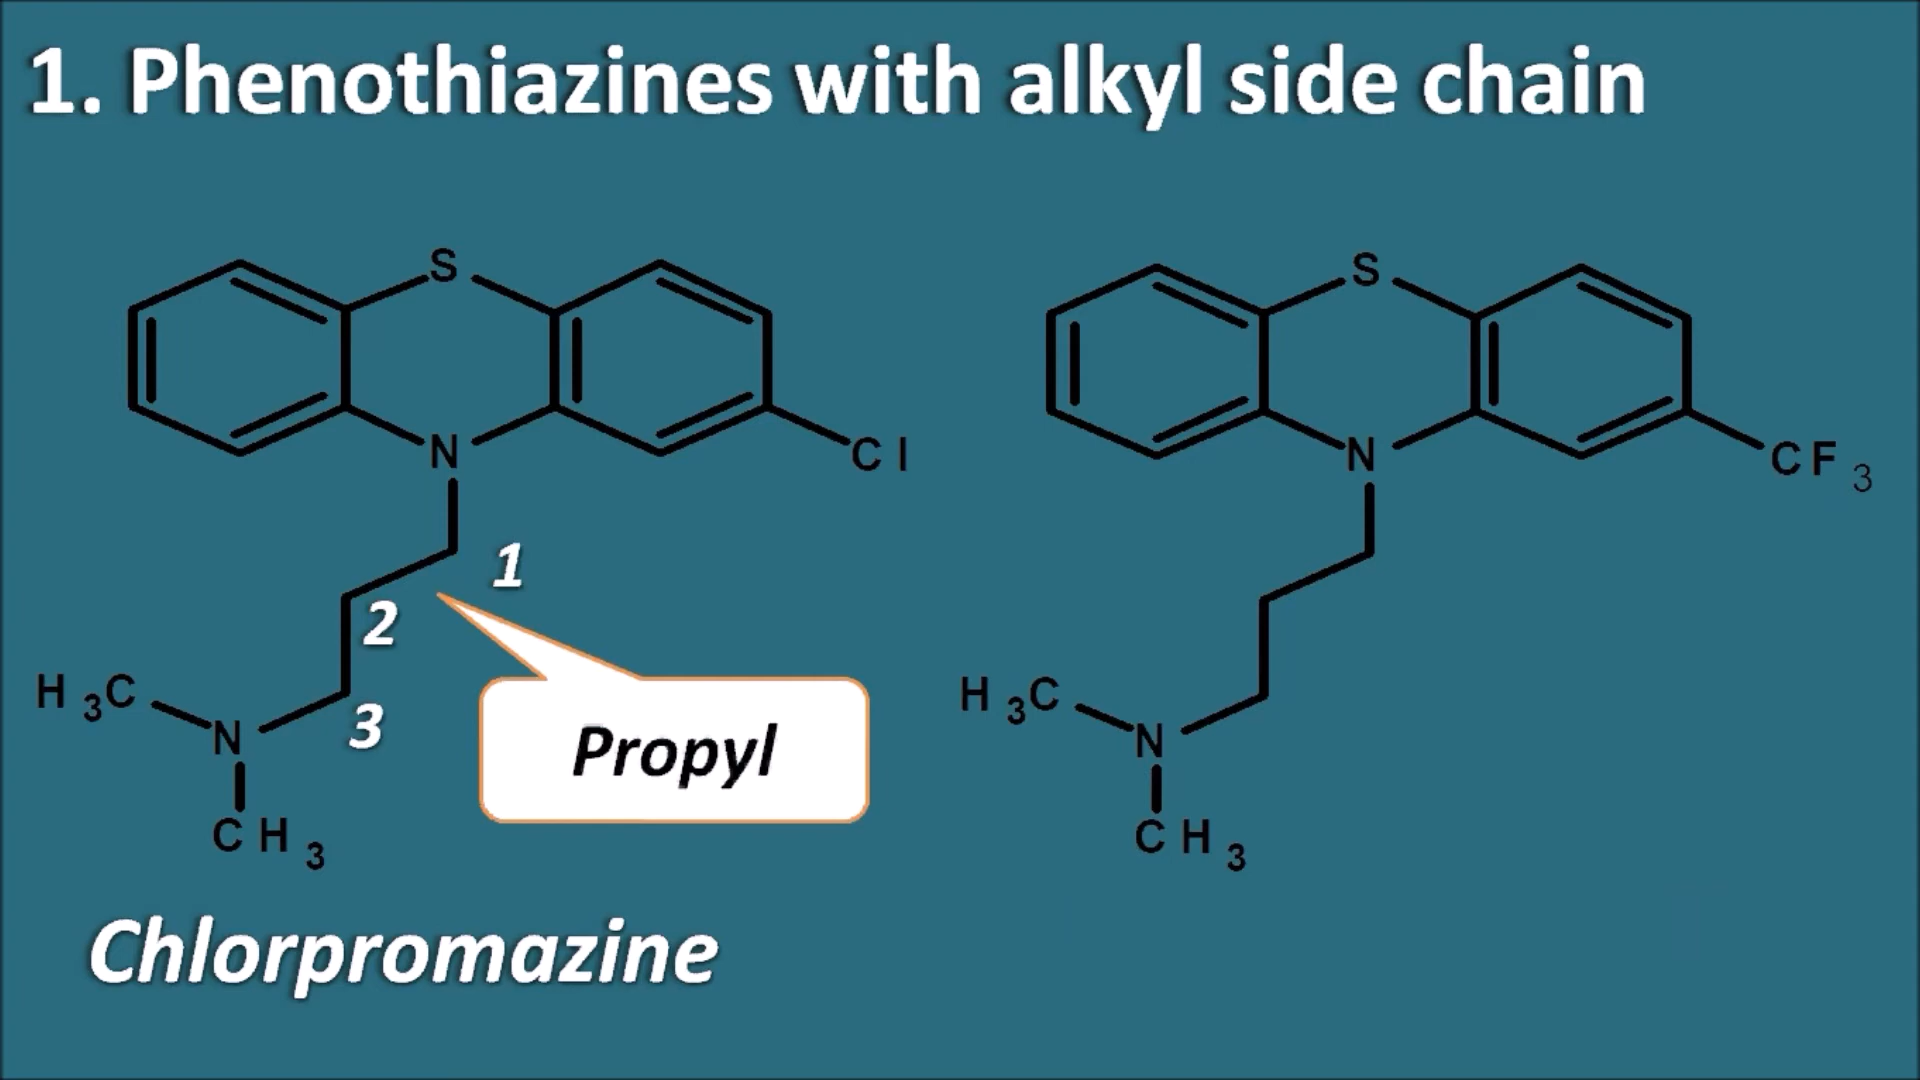 1. Phenothiazines with alkyl side chain
S
S
N
Cl
N
CF3
1
2
H3C
N
3
Propyl
H3C
N
CH3
CH3
Chlorpromazine